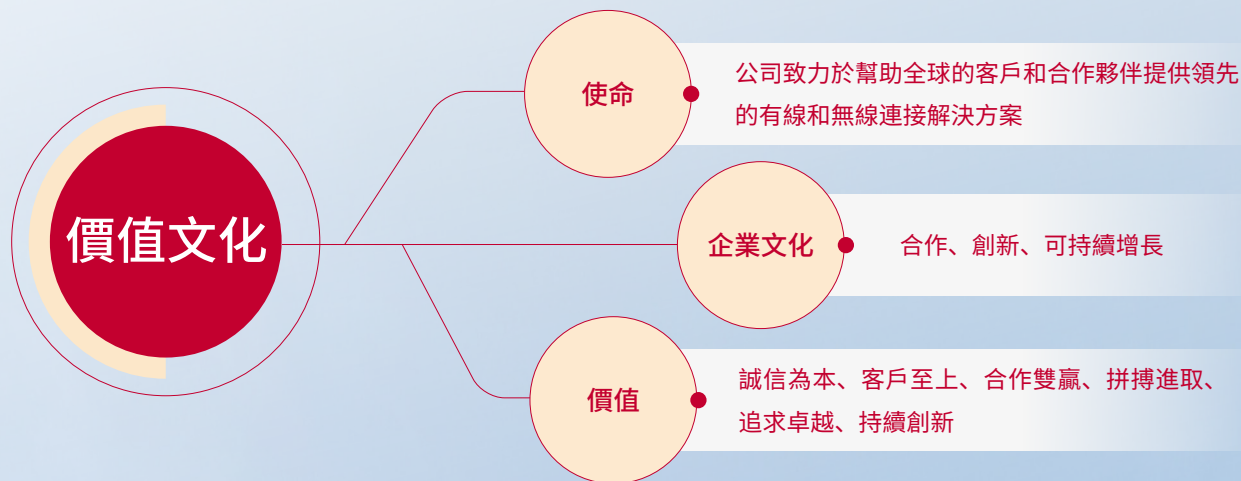 價值文化
使命
公司致力於幫助全球的客戶和合作夥伴提供領先
的有線和無線連接解決方案
企業文化
合作、創新、可持續增長
價值
誠信為本、客戶至上、合作雙贏、拼搏進取、
追求卓越、持續創新